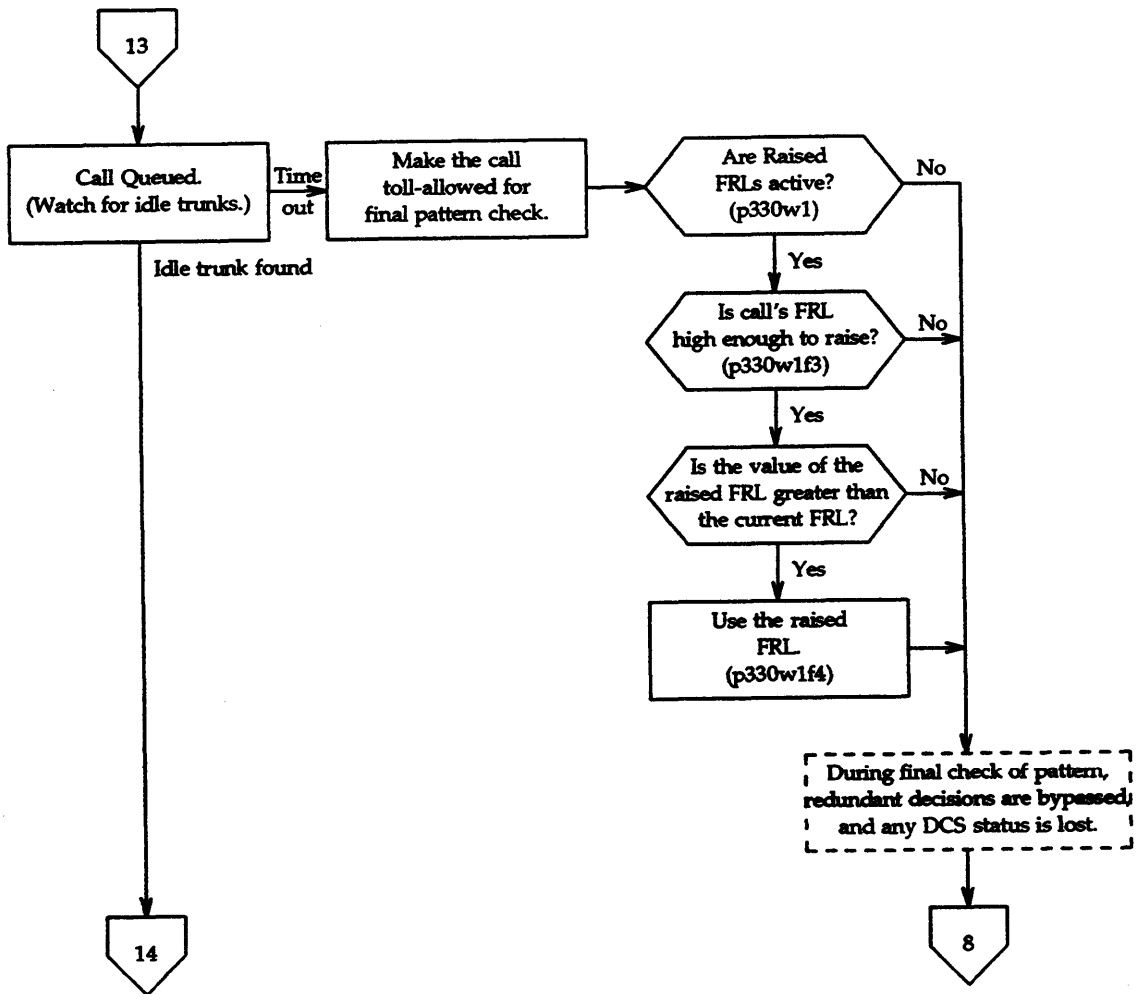 13
Call Queued.
(Watch for idle trunks.)
Time
out
Make the call
toll-allowed for
final pattern check.
Are Raised
FRLs active?
(p330w1)
No
Yes
Idle trunk found
Is call's FRL
high enough to raise?
(p330w1f3)
No
Yes
Is the value of the
raised FRL greater than
the current FRL?
No
Yes
Use the raised
FRL.
(p330w1f4)
During final check of pattern,
redundant decisions are bypassed,
and any DCS status is lost.
14
8